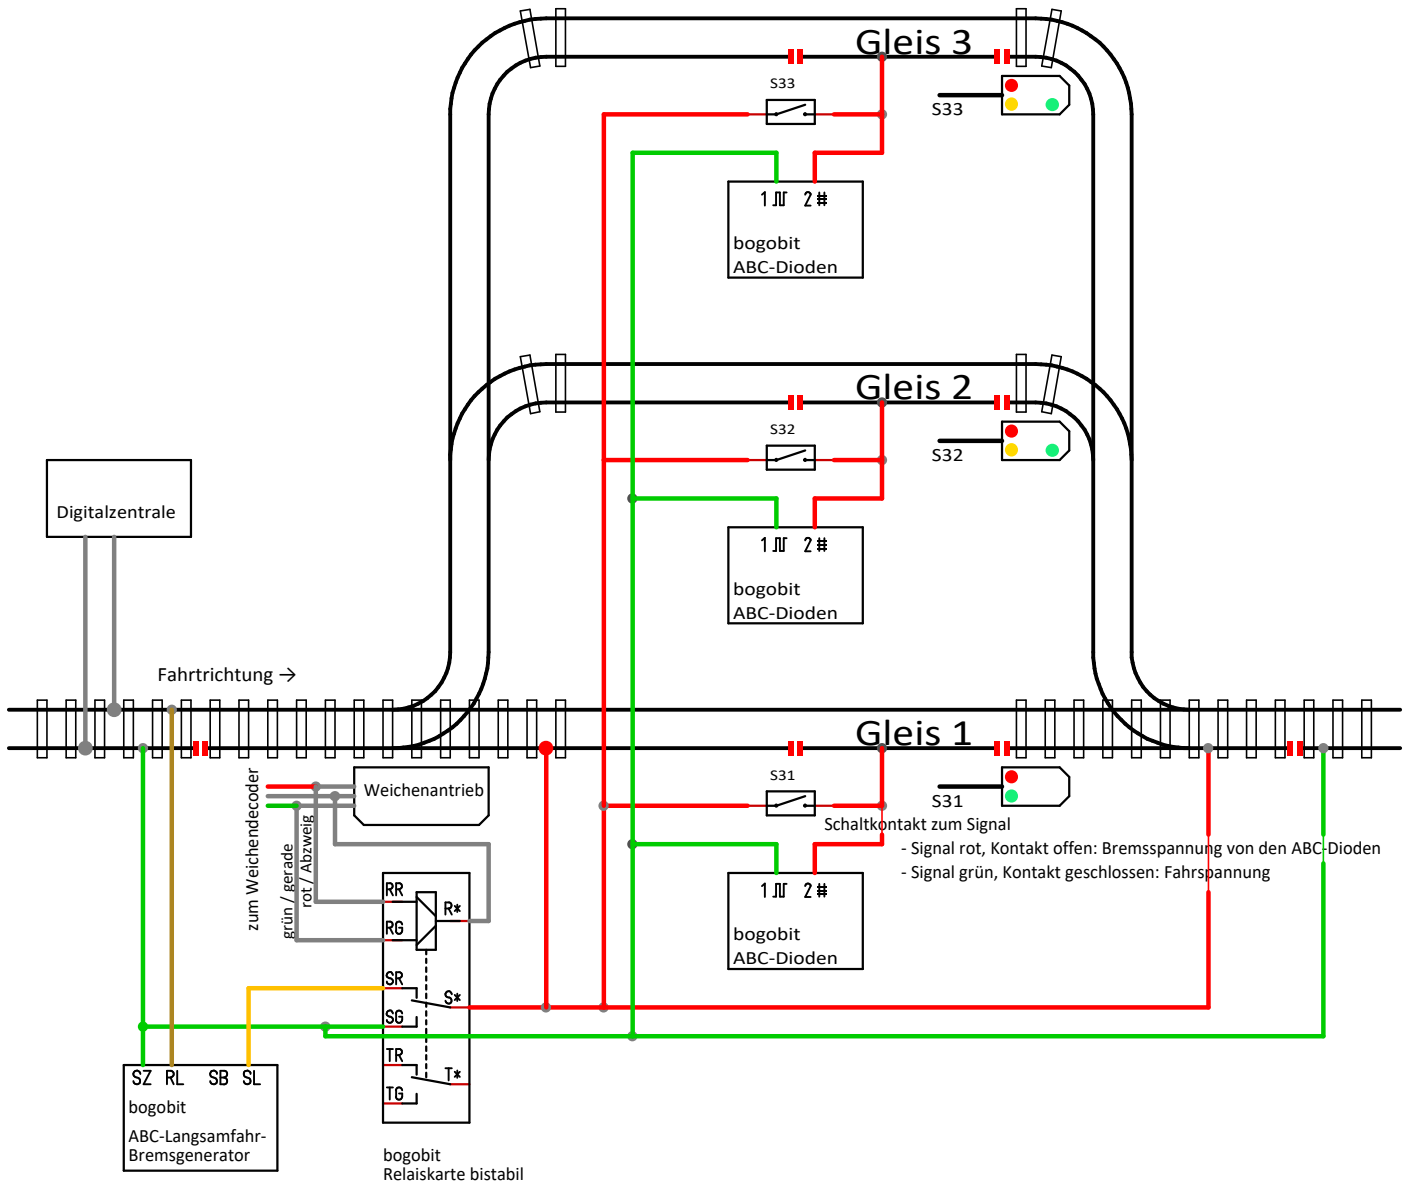 Gleis 3
S33
S33
1 2 #
bogobit
ABC-Dioden
Gleis 2
S32
S32
1 2 #
bogobit
ABC-Dioden
Digitalzentrale
Fahrtrichtung →
Gleis 1
S31
S31
Schaltkontakt zum Signal
- Signal rot, Kontakt offen: Bremsspannung von den ABC-Dioden
- Signal grün, Kontakt geschlossen: Fahrspannung
1 2 #
bogobit
ABC-Dioden
Weichenantrieb
zum Weichendecoder
grün / gerade
rot / Abzweig
RR
R*
RG
SR
S*
SG
TR
T*
TG
bogobit
Relaiskarte bistabil
SZ RL SB SL
bogobit
ABC-Langsamfahr-
Bremsgenerator